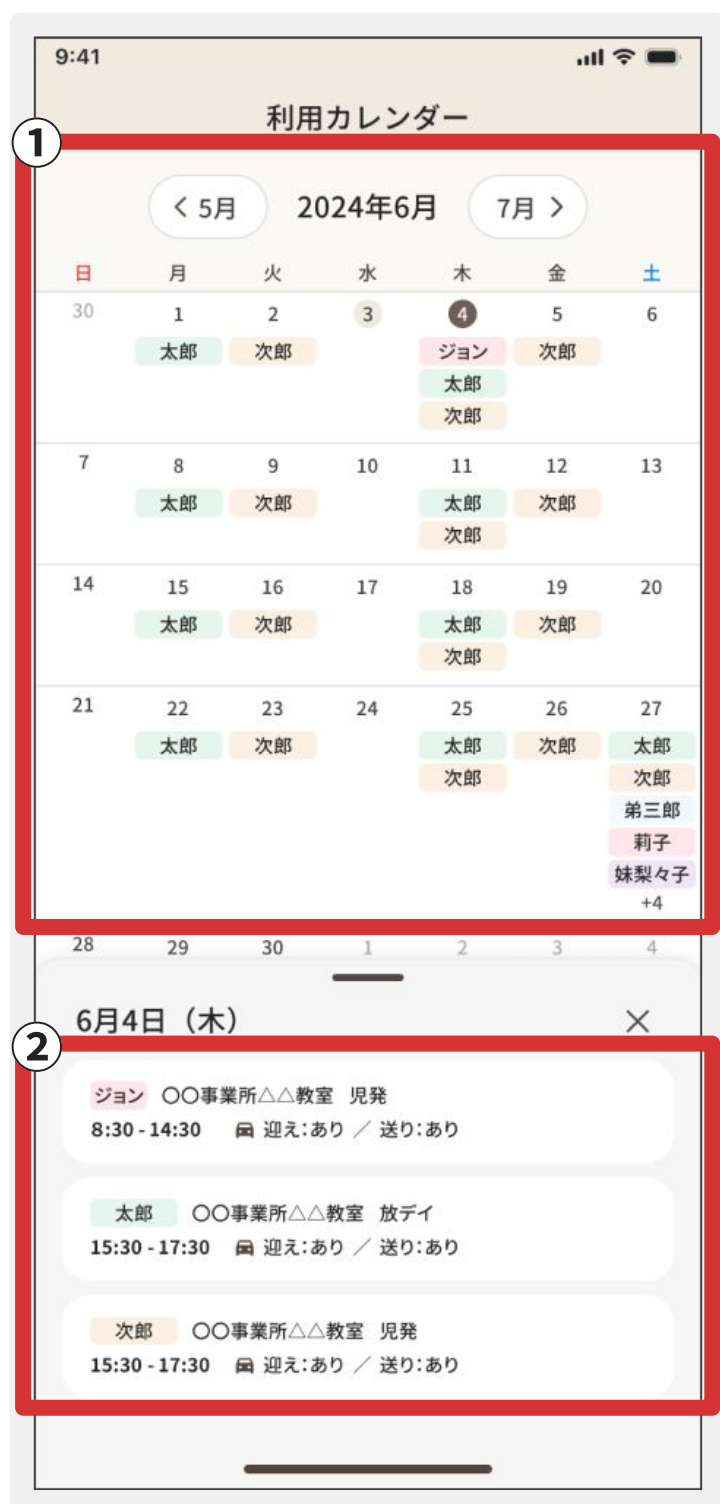 9:41
利用カレンダー
1
5月 2024年6月 7月
日 月 火 水 木 金 土
30 1 2 3 4 5 6
太郎 次郎 ジョン 次郎
太郎
次郎
7 8 9 10 11 12 13
太郎 次郎 太郎 次郎
次郎
14 15 16 17 18 19 20
太郎 次郎 太郎 次郎
次郎
21 22 23 24 25 26 27
太郎 次郎 太郎 次郎 太郎
次郎 次郎
弟三郎
莉子
妹梨々子
+4
28 29 30 1 2 3 4
6月4日（木）
2
ジョン 〇〇事業所△△教室 児発
8:30 - 14:30 迎え:あり ／ 送り:あり
太郎 〇〇事業所△△教室 放デイ
15:30 - 17:30 迎え:あり ／ 送り:あり
次郎 〇〇事業所△△教室 児発
15:30 - 17:30 迎え:あり ／ 送り:あり